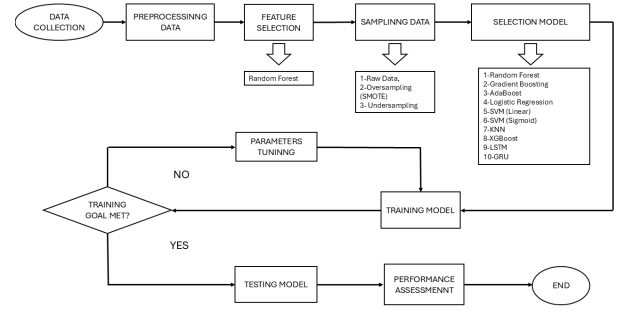 DATA
COLLECTION
PREPROCESSINNG
DATA
FEATURE
SELECTION
SAMPLINNG DATA
SELECTION MODEL
Random Forest
1-Raw Data,
2-Oversampling
(SMOTE)
3- Undersampling
1-Random Forest
2-Gradient Boosting
3-AdaBoost
4-Logistic Regression
5-SVM (Linear)
6-SVM (Sigmoid)
7-KNN
8-XGBoost
9-LSTM
10-GRU
PARAMETERS
TUNINNG
NO
TRAINING
GOAL MET?
TRAINING MODEL
YES
TESTING MODEL
PERFORMANCE
ASSESSMENNT
END